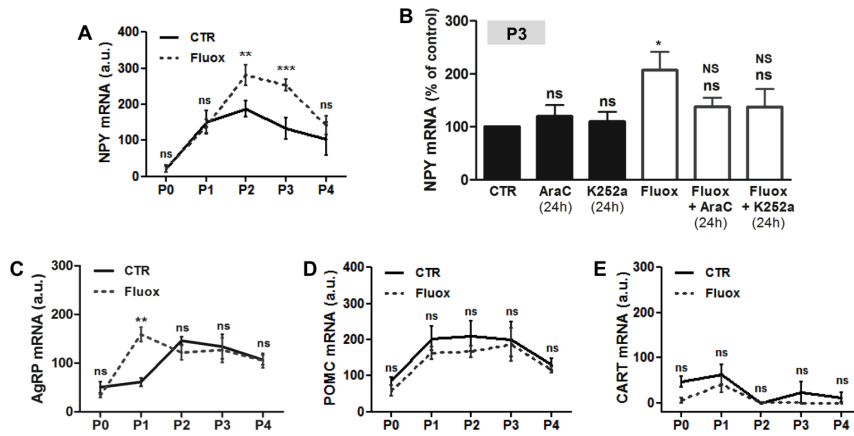 A
NPY mRNA (a.u.)
400
300
200
100
0
CTR
Fluox
ns
ns
**
***
ns
P0 P1 P2 P3 P4
B
P3
NPY mRNA (% of control)
300
200
100
0
ns
ns
*
NS
ns
NS
ns
CTR AraC K252a Fluox Fluox Fluox
(24h) (24h) + AraC + K252a
(24h) (24h)
C
AgRP mRNA (a.u.)
300
200
100
0
CTR
Fluox
ns
**
ns
ns
ns
P0 P1 P2 P3 P4
D
POMC mRNA (a.u.)
400
300
200
100
0
CTR
Fluox
ns
ns
ns
ns
ns
P0 P1 P2 P3 P4
E
CART mRNA (a.u.)
300
200
100
50
0
CTR
Fluox
ns
ns
ns
ns
ns
P0 P1 P2 P3 P4